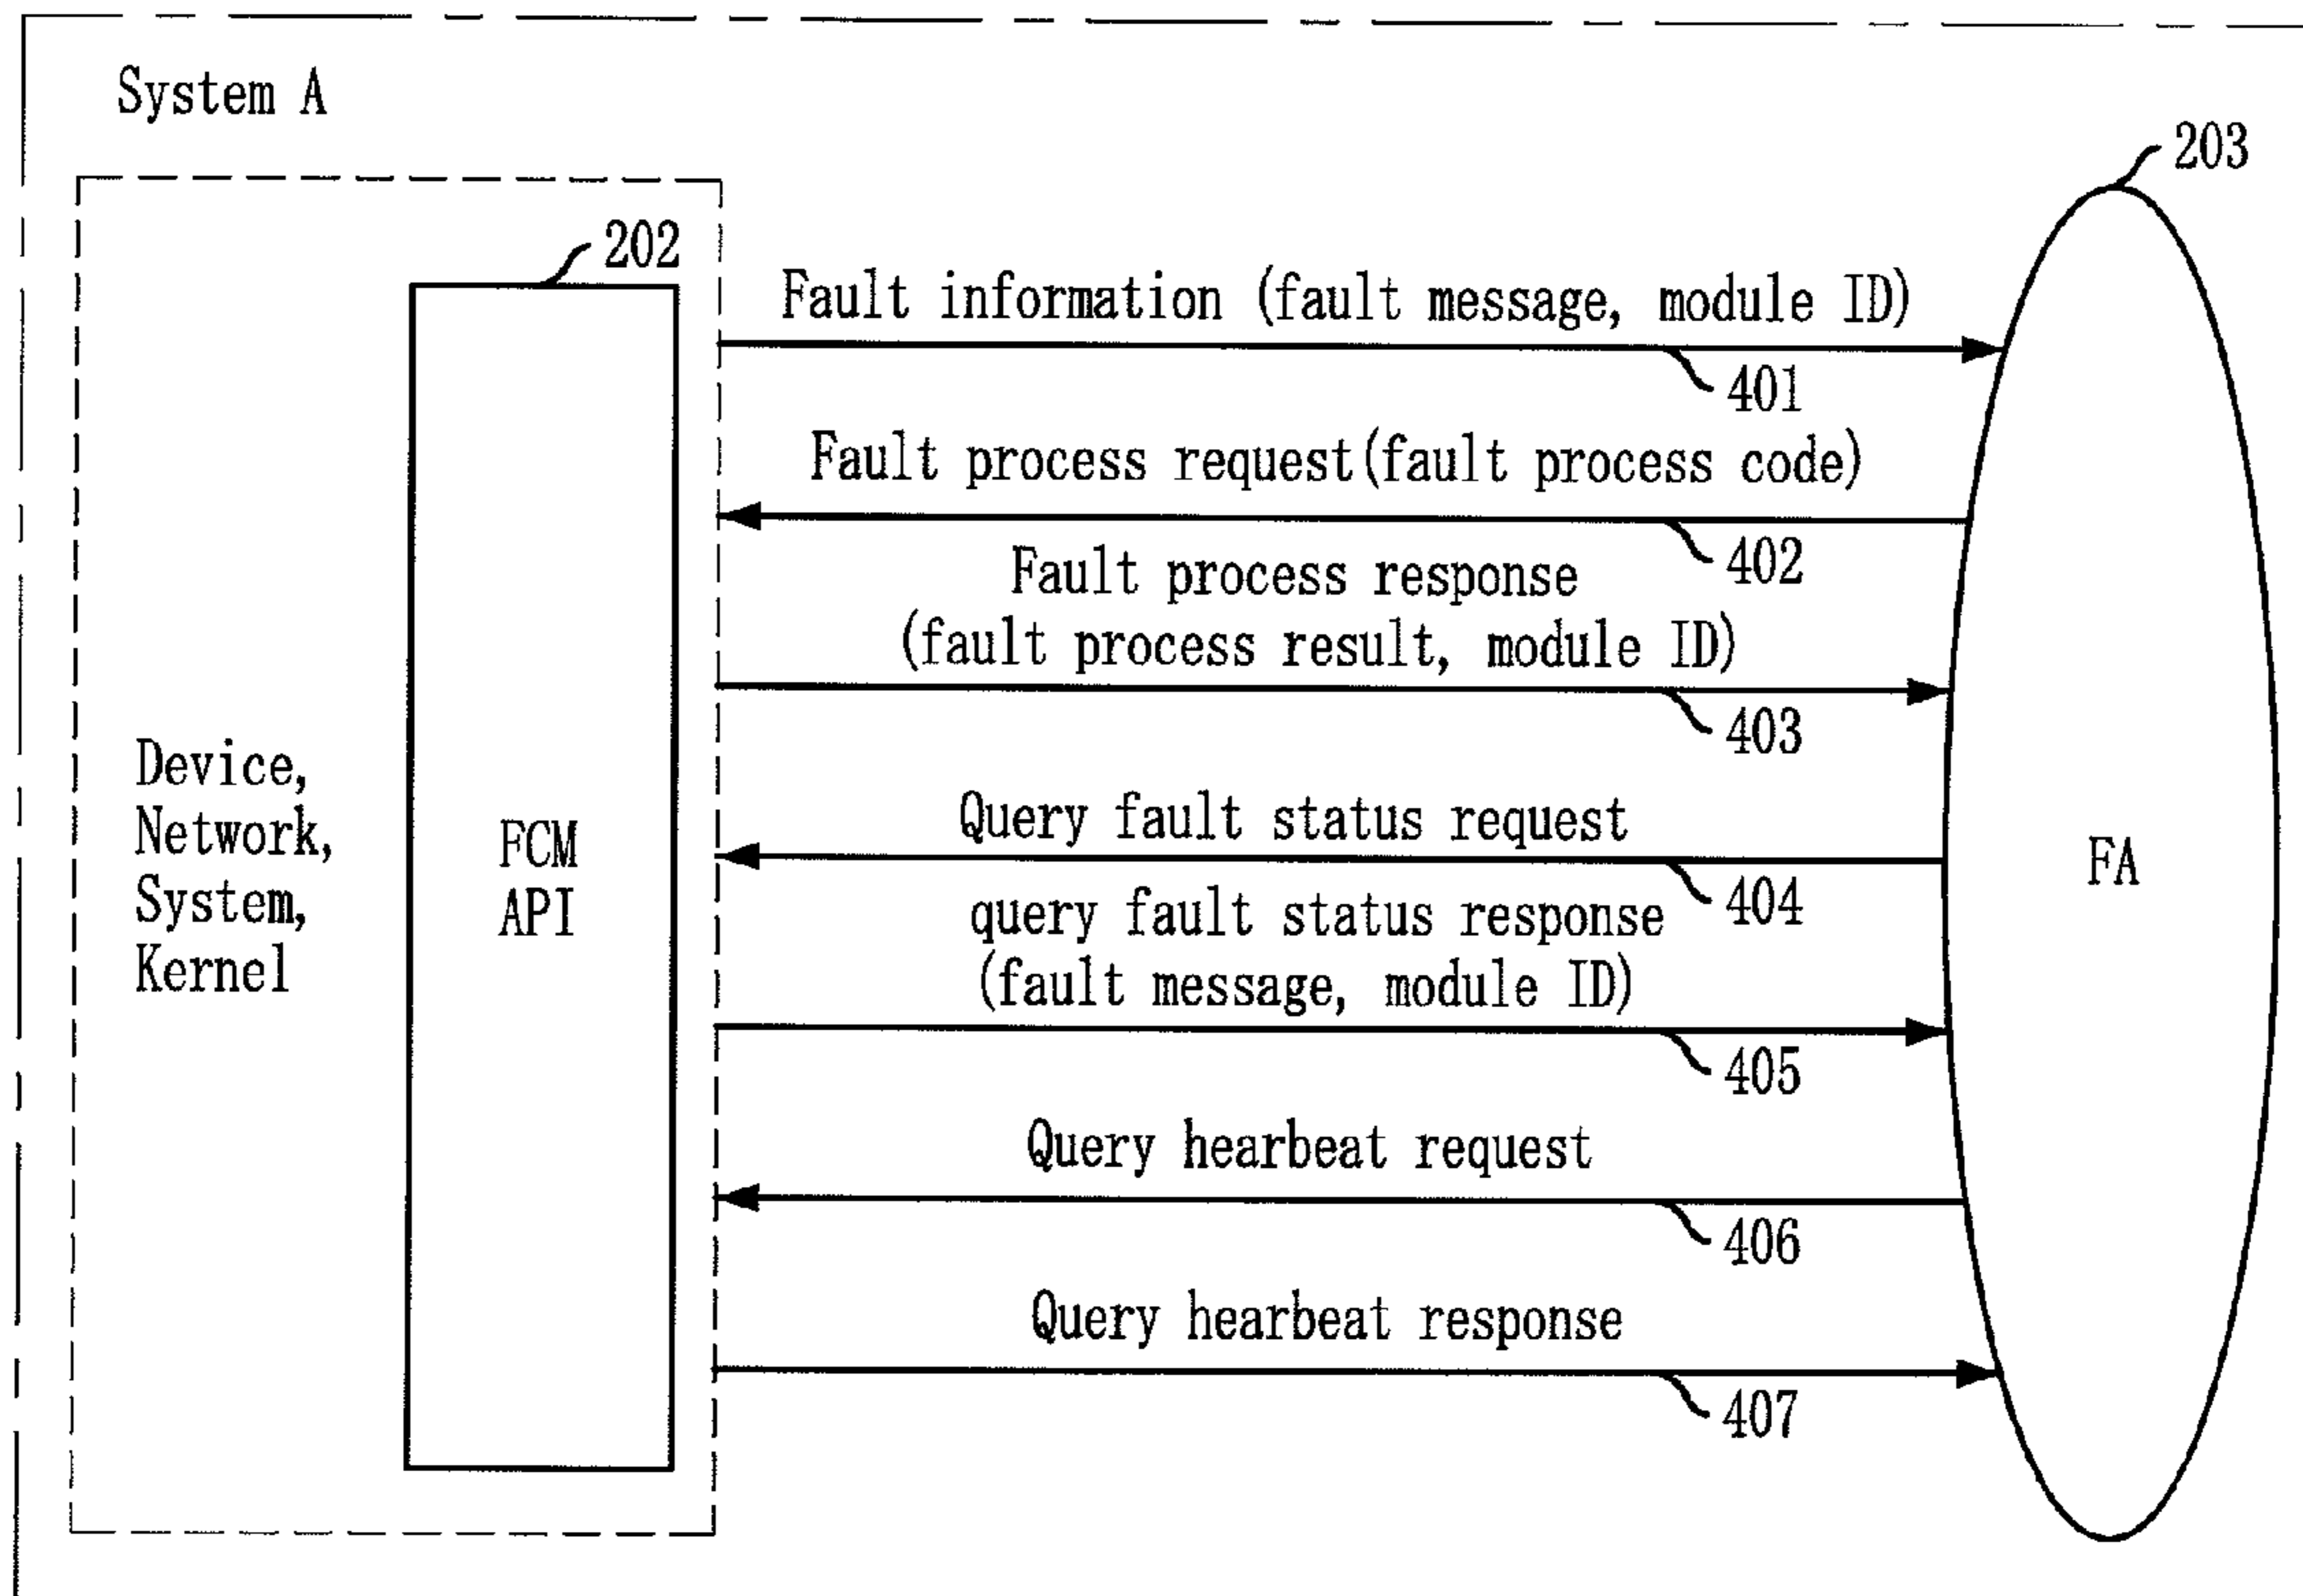 System A
203
202
Fault information (fault message, module ID)
401
Fault process request(fault process code)
402
Fault process response
(fault process result, module ID)
403
Device,
Network,
System,
Kernel
FCM
API
FA
Query fault status request
404
query fault status response
(fault message, module ID)
405
Query hearbeat request
406
Query hearbeat response
407